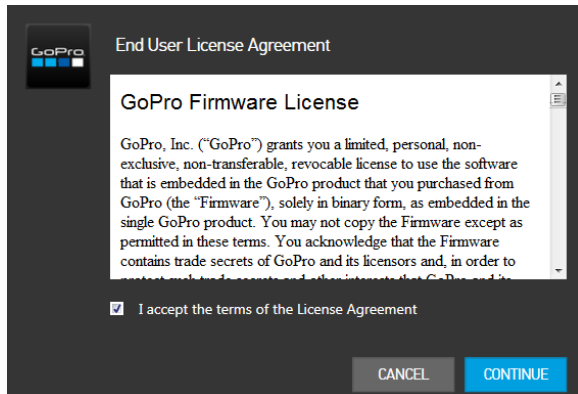 GoPro
End User License Agreement
GoPro Firmware License
GoPro, Inc. (“GoPro”) grants you a limited, personal, non-
exclusive, non-transferable, revocable license to use the software
that is embedded in the GoPro product that you purchased from
GoPro (the “Firmware”), solely in binary form, as embedded in the
single GoPro product. You may not copy the Firmware except as
permitted in these terms. You acknowledge that the Firmware
contains trade secrets of GoPro and its licensors and, in order to
I accept the terms of the License Agreement
CANCEL
CONTINUE